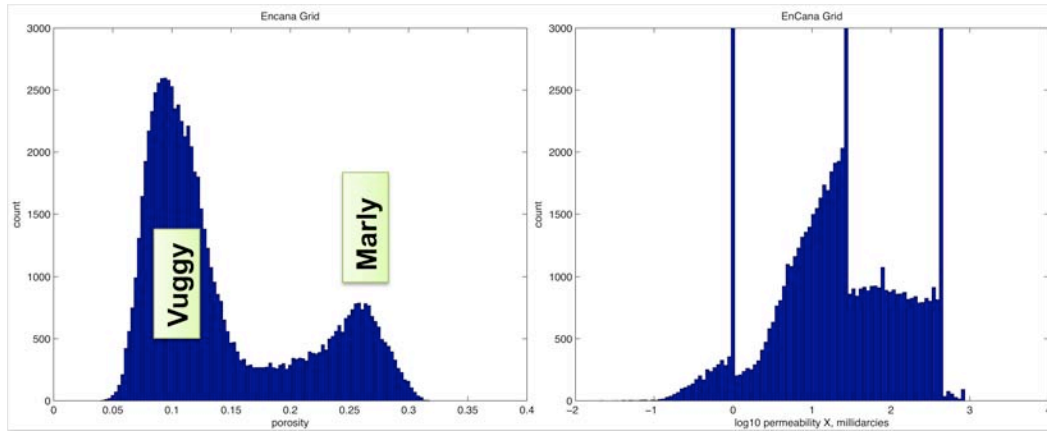 Encana Grid
3000
2500
2000
1500
1000
500
0
count
Vuggy
Marly
0 0.05 0.1 0.15 0.2 0.25 0.3 0.35 0.4
porosity
EnCana Grid
3000
2500
2000
1500
1000
500
0
count
−2 −1 0 1 2 3 4
log10 permeability X, millidarcies